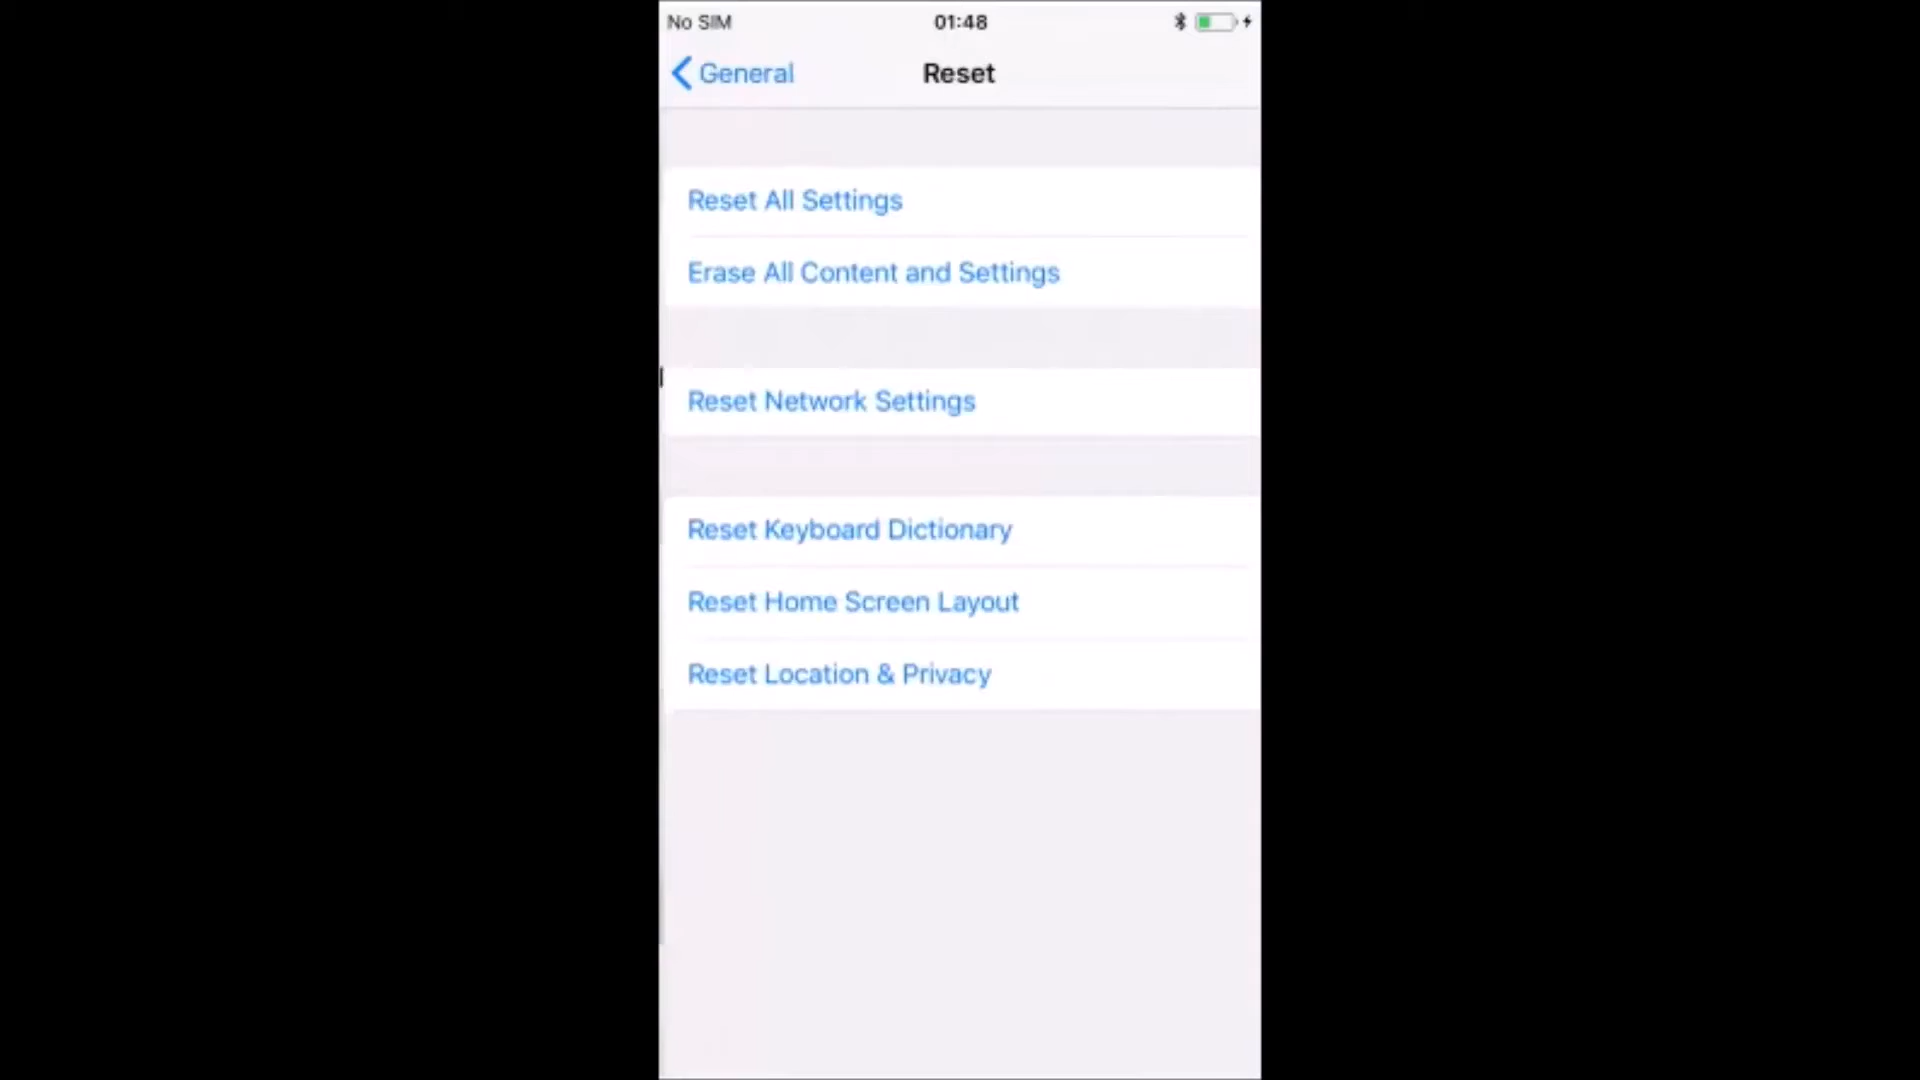 No SIM 01:48
General Reset
Reset All Settings
Erase All Content and Settings
Reset Network Settings
Reset Keyboard Dictionary
Reset Home Screen Layout
Reset Location & Privacy